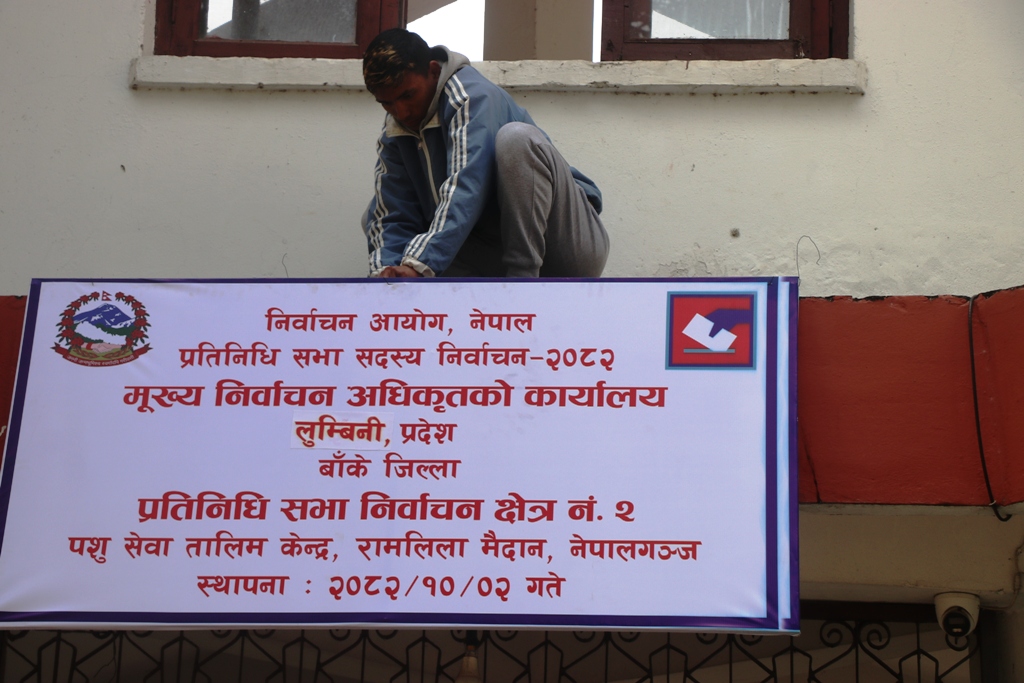 निर्वाचन आयोग, नेपाल
प्रतिनिधि सभा सदस्य निर्वाचन-२०८२
मूख्य निर्वाचन अधिकृतको कार्यालय
लुम्बिनी, प्रदेश
बाँके जिल्ला
प्रतिनिधि सभा निर्वाचन क्षेत्र नं. २
पशु सेवा तालिम केन्द्र, रामलिला मैदान, नेपालगञ्ज
स्थापना : २०८२/१०/०२ गते